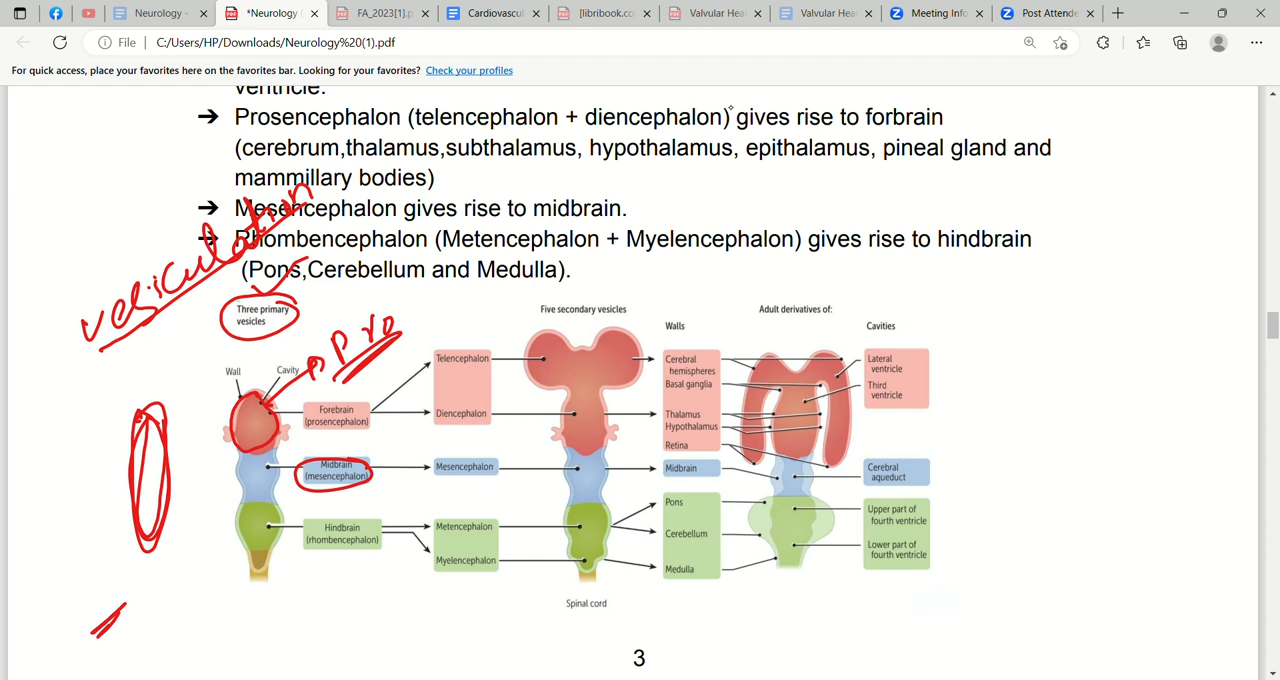 Neurology -
*Neurology (
FA_2023[1].p
Cardiovascul
[libribook.co
Valvular Hea
Valvular Hea
Meeting Info
Post Attende
File
C:/Users/HP/Downloads/Neurology%20(1).pdf
For quick access, place your favorites here on the favorites bar. Looking for your favorites? Check your profiles
ventricle.
➔ Prosencephalon (telencephalon + diencephalon) gives rise to forbrain
(cerebrum,thalamus,subthalamus, hypothalamus, epithalamus, pineal gland and
mammillary bodies)
➔ Mesencephalon gives rise to midbrain.
➔ Rhombencephalon (Metencephalon + Myelencephalon) gives rise to hindbrain
(Pons,Cerebellum and Medulla).
vesiculation
Three primary
vesicles
Five secondary vesicles
Adult derivatives of:
Walls
Cavities
pro
Wall
Cavity
Forebrain
(prosencephalon)
Midbrain
(mesencephalon)
Hindbrain
(rhombencephalon)
Telencephalon
Diencephalon
Mesencephalon
Metencephalon
Myelencephalon
Spinal cord
Cerebral
hemispheres
Basal ganglia
Thalamus
Hypothalamus
Retina
Midbrain
Pons
Cerebellum
Medulla
Lateral
ventricle
Third
ventricle
Cerebral
aqueduct
Upper part of
fourth ventricle
Lower part of
fourth ventricle
3